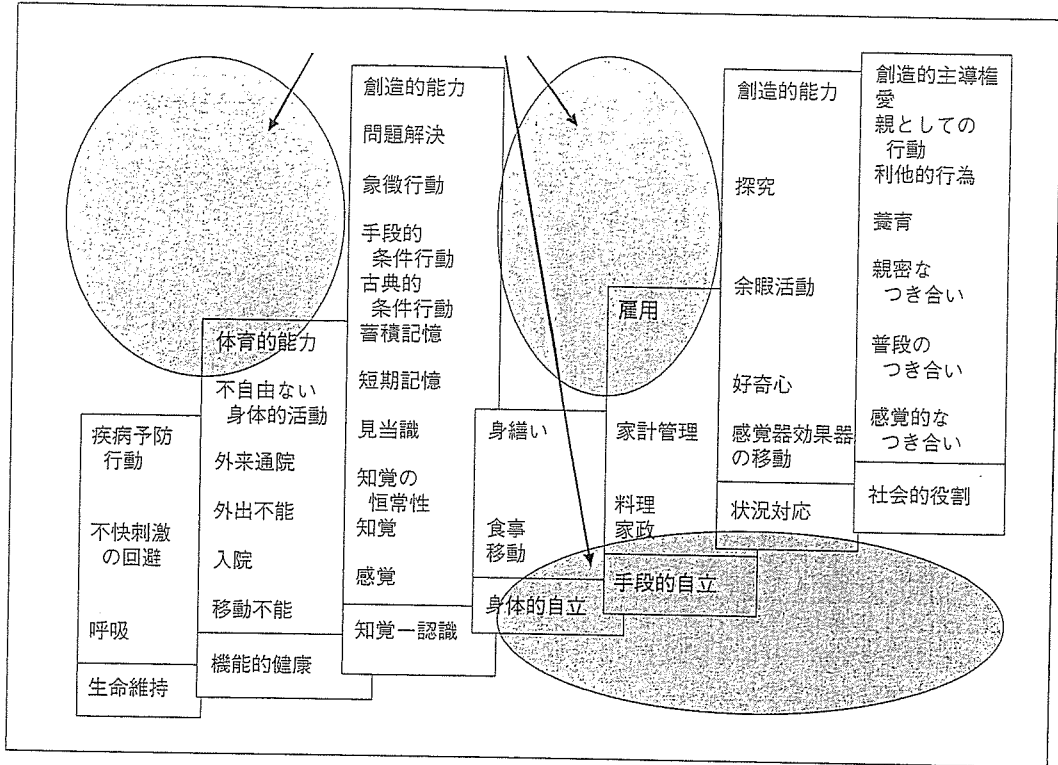 疾病予防
行動
不快刺激
の回避
呼吸
生命維持
体育的能力
不自由ない
身体的活動
外来通院
外出不能
入院
移動不能
機能的健康
創造的能力
問題解決
象徴行動
手段的
条件行動
古典的
条件行動
蓄積記憶
短期記憶
見当識
知覚の
恒常性
知覚
感覚
知覚ー認識
身繕い
食事
移動
身体的自立
雇用
家計管理
料理
家政
手段的自立
創造的能力
探究
余暇活動
好奇心
感覚器効果器
の移動
状況対応
創造的主導権
愛
親としての
行動
利他的行為
養育
親密な
つき合い
普段の
つき合い
感覚的な
つき合い
社会的役割